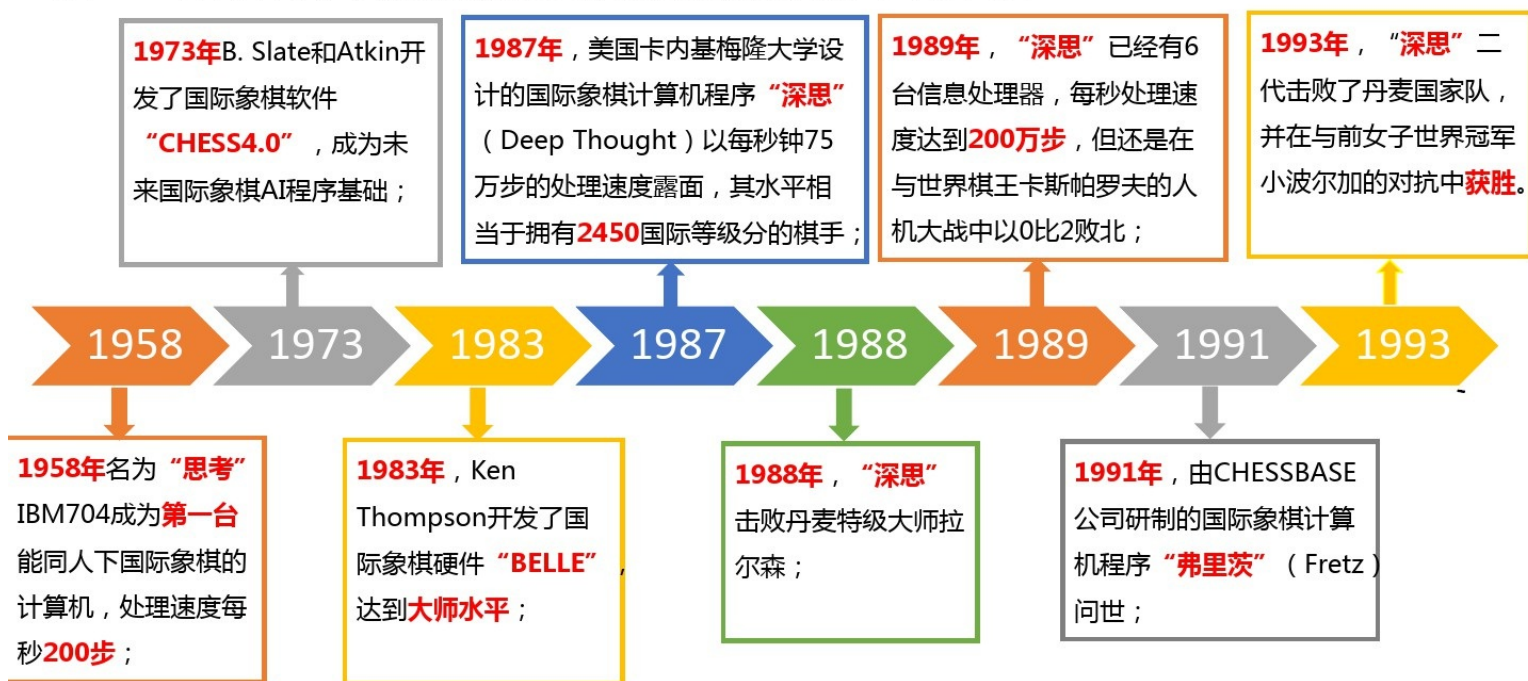 1973年B. Slate和Atkin开
发了国际象棋软件
“CHESS4.0”，成为未
来国际象棋AI程序基础；
1987年，美国卡内基梅隆大学设
计的国际象棋计算机程序“深思”
（Deep Thought）以每秒钟75
万步的处理速度露面，其水平相
当于拥有2450国际等级分的棋手；
1989年，“深思”已经有6
台信息处理器，每秒处理速
度达到200万步，但还是在
与世界棋王卡斯帕罗夫的人
机大战中以0比2败北；
1993年，“深思”二
代击败了丹麦国家队，
并在与前女子世界冠军
小波尔加的对抗中获胜。
1958
1973
1983
1987
1988
1989
1991
1993
1958年名为“思考”
IBM704成为第一台
能同人下国际象棋的
计算机，处理速度每
秒200步；
1983年，Ken
Thompson开发了国
际象棋硬件“BELLE”，
达到大师水平；
1988年，“深思”
击败丹麦特级大师拉
尔森；
1991年，由CHESSBASE
公司研制的国际象棋计算
机程序“弗里茨”（Fretz）
问世；